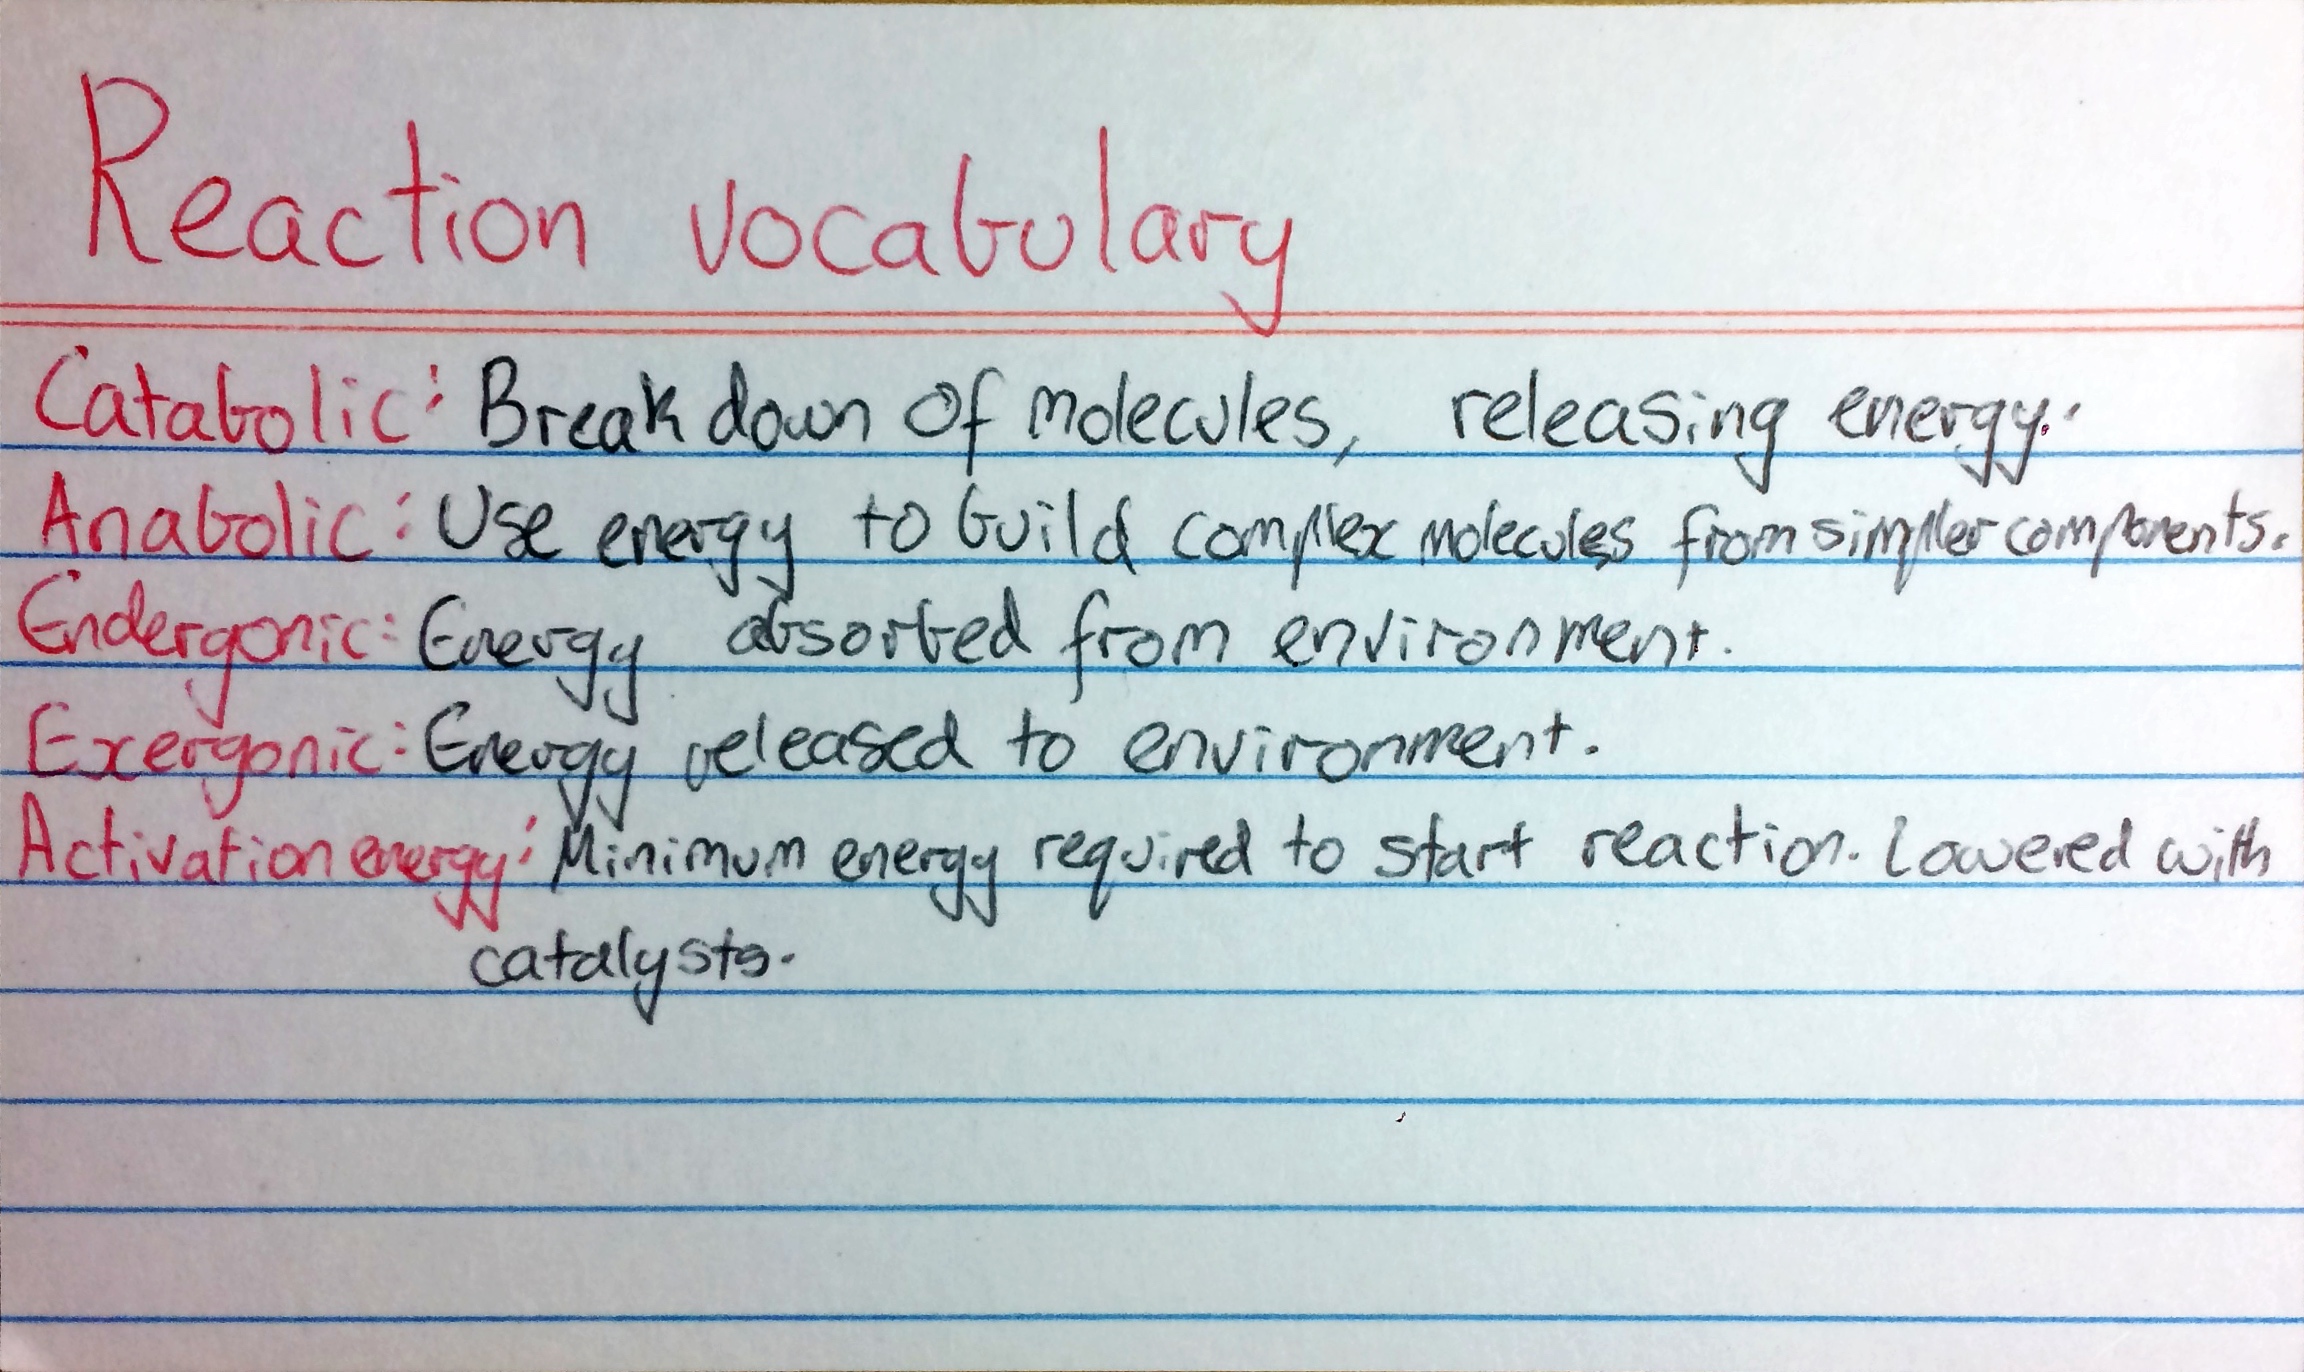 Reaction vocabulary
Catabolic: Break down of molecules, releasing energy.
Anabolic: Use energy to build complex molecules from simpler components.
Endergonic: Energy absorbed from environment.
Exergonic: Energy released to environment.
Activation energy: Minimum energy required to start reaction. Lowered with
catalysts.